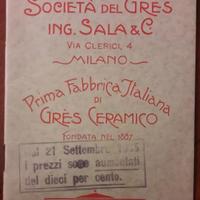 Società del Grès
Ing. Sala & C
Via Clerici, 4
Milano
Prima Fabbrica Italiana
di
Grès Ceramico
Fondata nel 1887
Dal 21 Settembre
i prezzi sono aumentati
del dieci per cento.